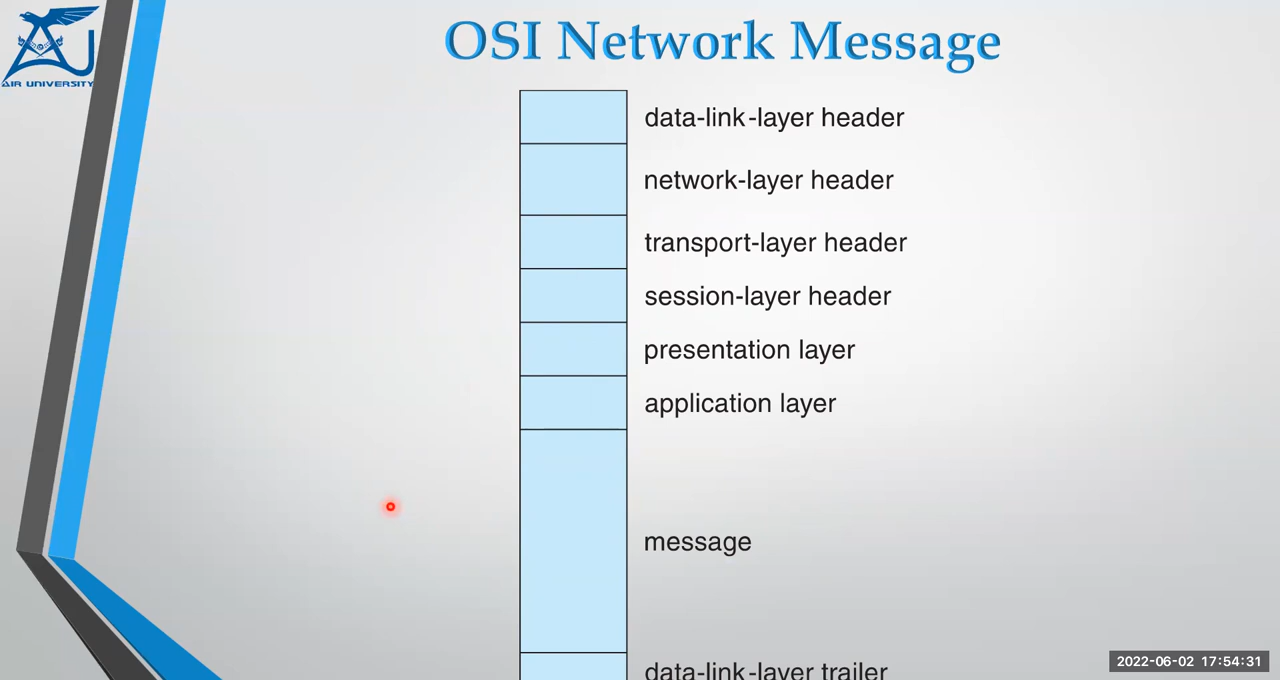 AIR UNIVERSITY
OSI Network Message
data-link-layer header
network-layer header
transport-layer header
session-layer header
presentation layer
application layer
message
data-link-layer trailer
2022-06-02 17:54:31